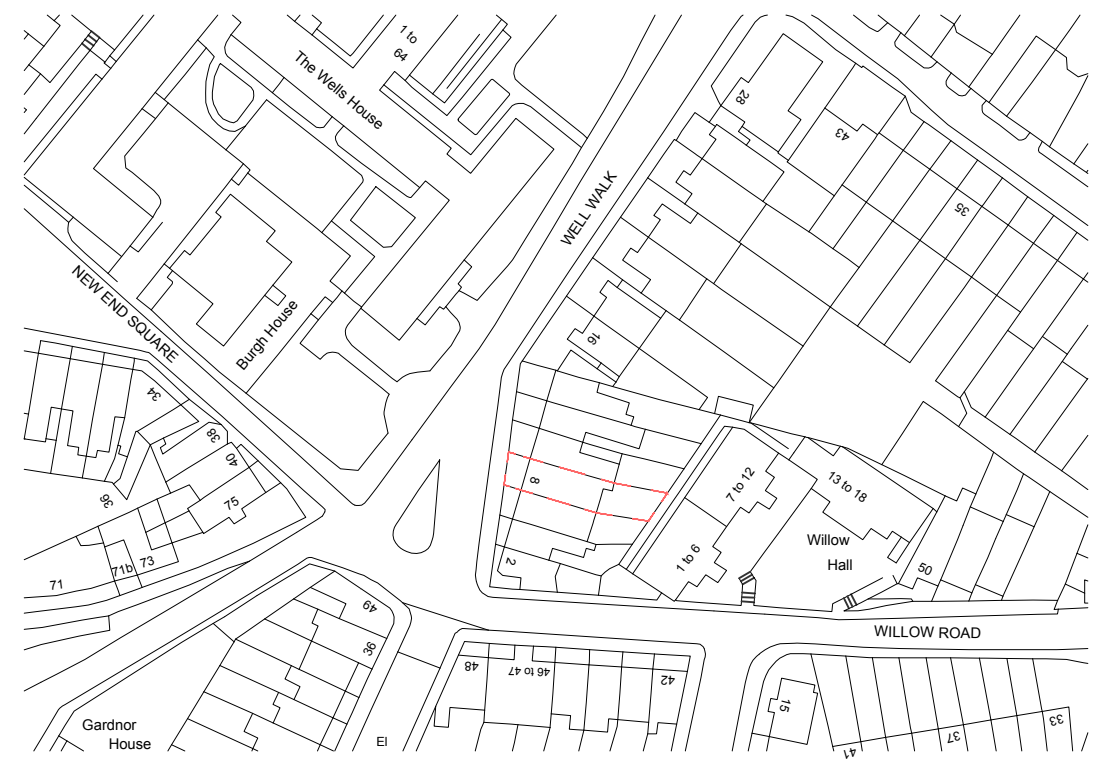 1 to
64
The Wells House
28
43
WELL WALK
35
NEW END SQUARE
Burgh House
16
34
38
40
36
75
8
7 to 12
13 to 18
Willow
Hall
71
71b
73
2
1 to 6
50
49
36
WILLOW ROAD
48
46 to 47
42
15
33
37
41
Gardnor
House
El